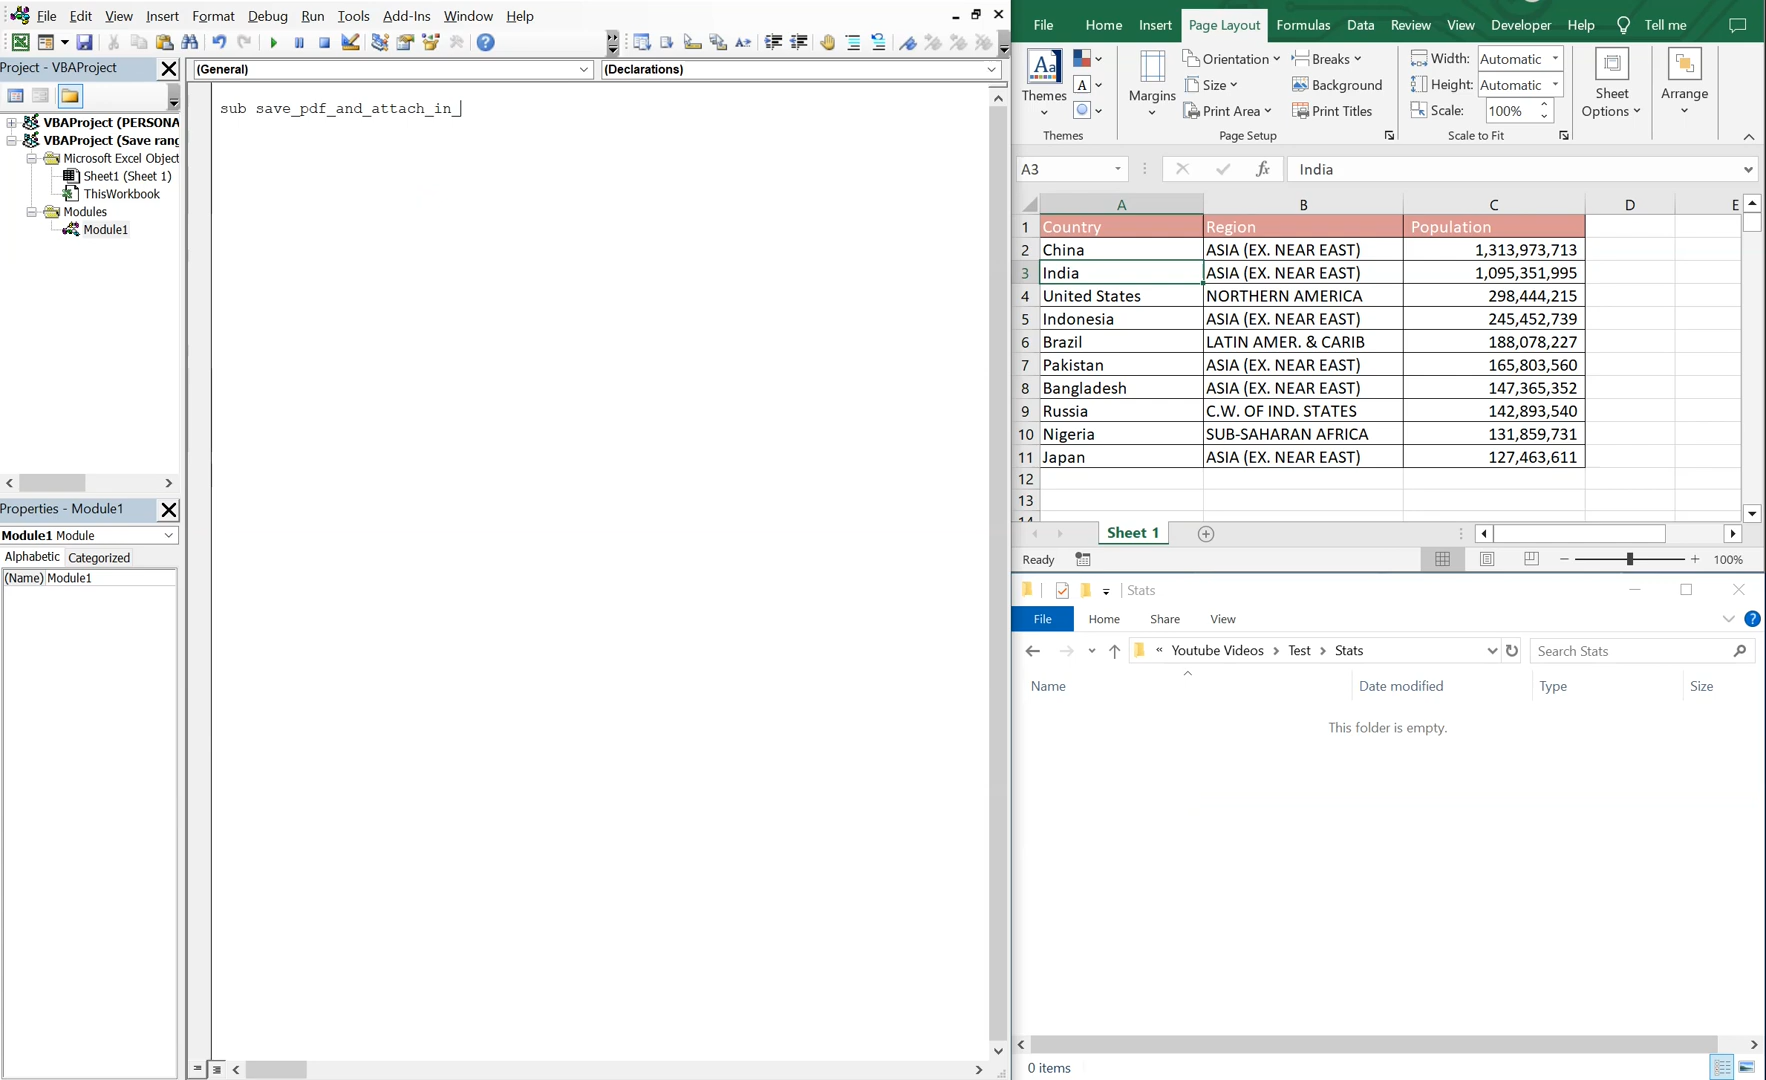 File Edit View Insert Format Debug Run Tools Add-Ins Window Help
Project - VBAProject
(General) (Declarations)
sub save_pdf_and_attach_in_
VBAProject (PERSONA
VBAProject (Save rang
Microsoft Excel Object
Sheet1 (Sheet 1)
ThisWorkbook
Modules
Module1
Properties - Module1
Module1 Module
Alphabetic Categorized
(Name) Module1
File Home Insert Page Layout Formulas Data Review View Developer Help Tell me
Aa Themes Margins Orientation Breaks Width: Automatic Sheet Options Arrange
A Size Background Height: Automatic
Print Area Print Titles Scale: 100%
Themes Page Setup Scale to Fit
A3 fx India
A B C D E
1 Country Region Population
2 China ASIA (EX. NEAR EAST) 1,313,973,713
3 India ASIA (EX. NEAR EAST) 1,095,351,995
4 United States NORTHERN AMERICA 298,444,215
5 Indonesia ASIA (EX. NEAR EAST) 245,452,739
6 Brazil LATIN AMER. & CARIB 188,078,227
7 Pakistan ASIA (EX. NEAR EAST) 165,803,560
8 Bangladesh ASIA (EX. NEAR EAST) 147,365,352
9 Russia C.W. OF IND. STATES 142,893,540
10 Nigeria SUB-SAHARAN AFRICA 131,859,731
11 Japan ASIA (EX. NEAR EAST) 127,463,611
12
13
14
Sheet 1
Ready 100%
Stats
File Home Share View
« Youtube Videos > Test > Stats Search Stats
Name Date modified Type Size
This folder is empty.
0 items